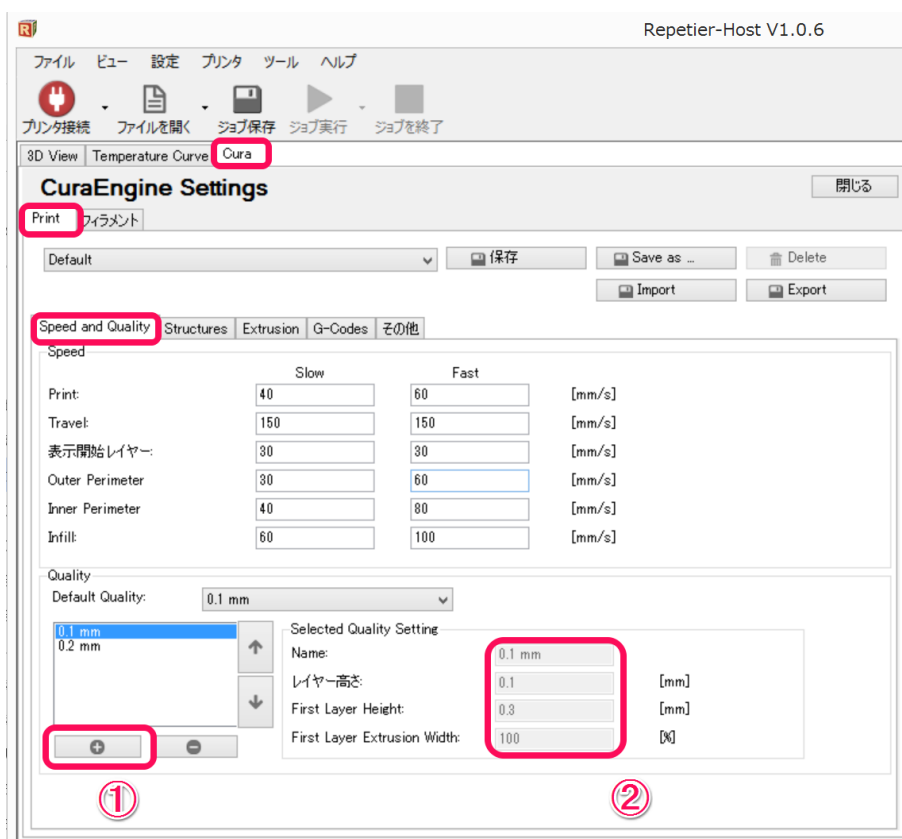 Repetier-Host V1.0.6
ファイル ビュー 設定 プリンタ ツール ヘルプ
プリンタ接続 ファイルを開く ジョブ保存 ジョブ実行 ジョブを終了
3D View Temperature Curve Cura
CuraEngine Settings 閉じる
Print フィラメント
Default 保存 Save as ... Delete
Import Export
Speed and Quality Structures Extrusion G-Codes その他
Speed
Slow Fast
Print: 40 60 [mm/s]
Travel: 150 150 [mm/s]
表示開始レイヤー: 30 30 [mm/s]
Outer Perimeter 30 60 [mm/s]
Inner Perimeter 40 80 [mm/s]
Infill: 60 100 [mm/s]
Quality
Default Quality: 0.1 mm
0.1 mm Selected Quality Setting
0.2 mm Name: 0.1 mm
レイヤー高さ: 0.1 [mm]
First Layer Height: 0.3 [mm]
First Layer Extrusion Width: 100 [%]
① ②